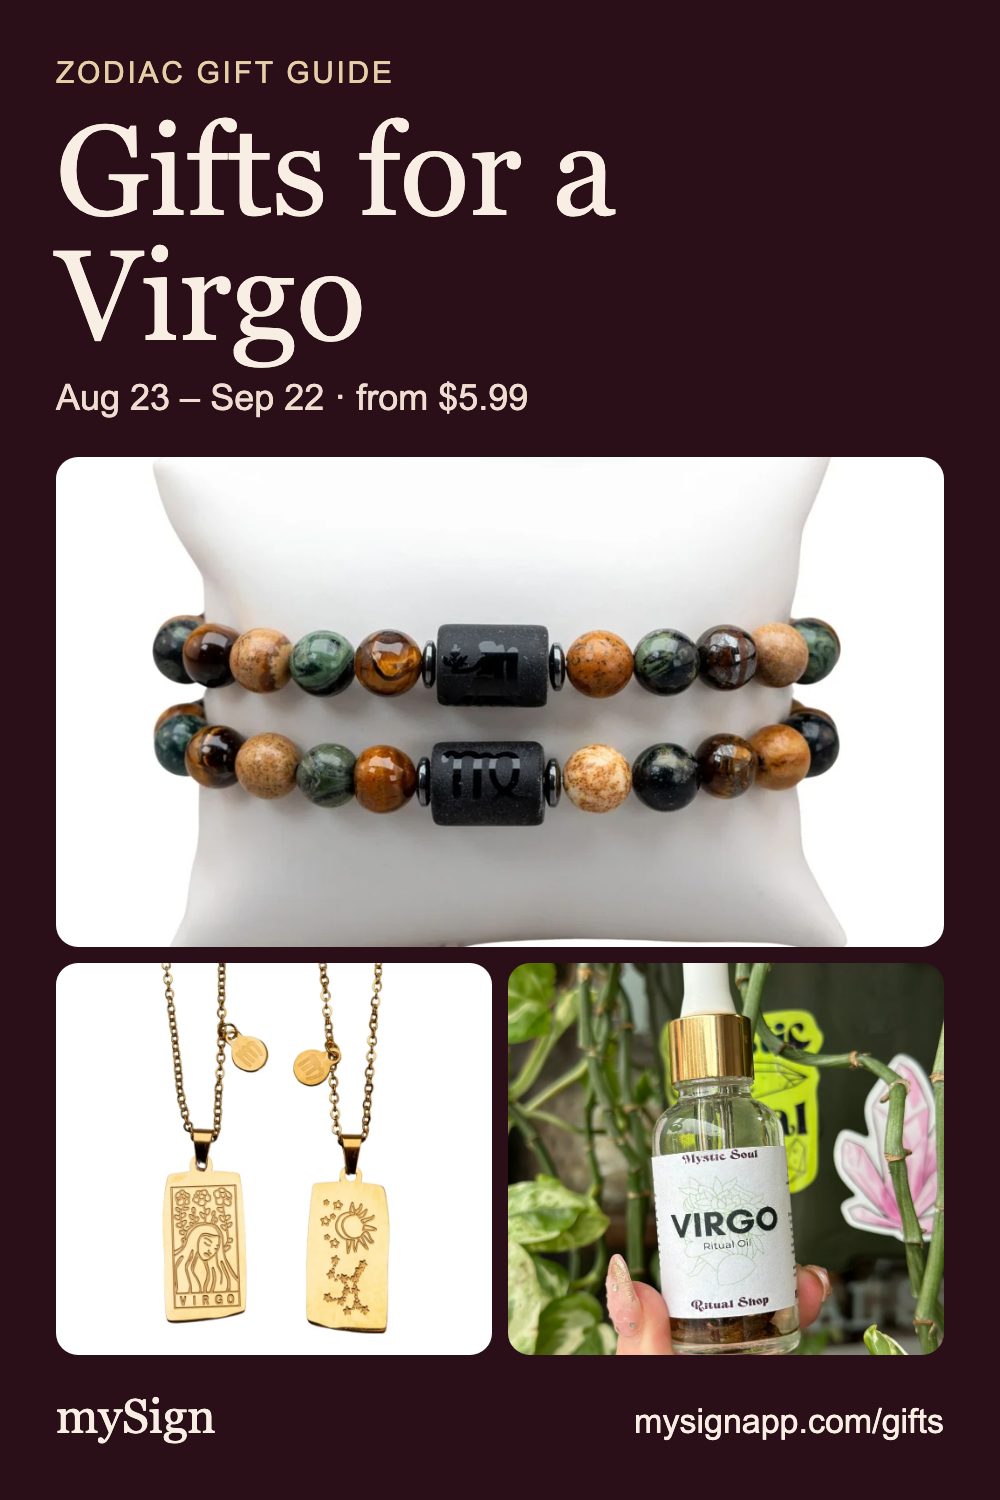 ZODIAC GIFT GUIDE
Gifts for a
Virgo
Aug 23 – Sep 22 · from $5.99
VIRGO
Mystic Soul
VIRGO
Ritual Oil
Ritual Shop
mySign
mysignapp.com/gifts